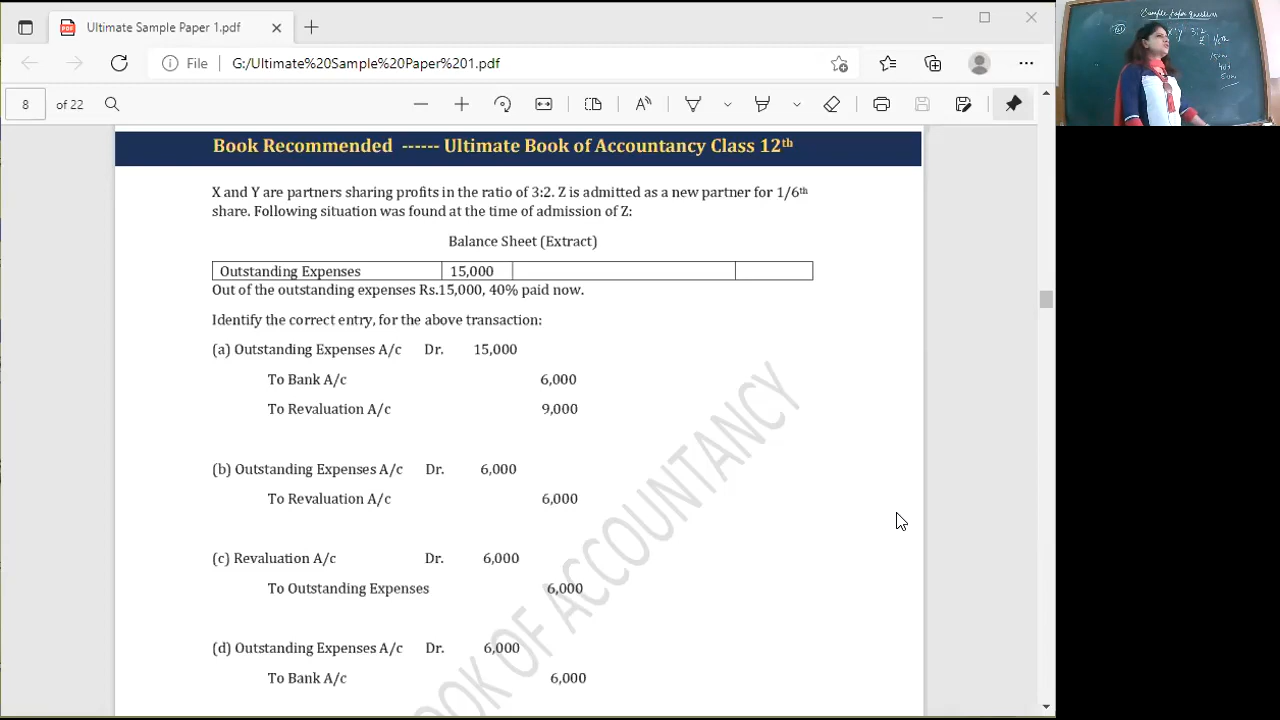 Ultimate Sample Paper 1.pdf
File G:/Ultimate%20Sample%20Paper%201.pdf
8 of 22
Book Recommended ------ Ultimate Book of Accountancy Class 12th
X and Y are partners sharing profits in the ratio of 3:2. Z is admitted as a new partner for 1/6th
share. Following situation was found at the time of admission of Z:
Balance Sheet (Extract)
Outstanding Expenses 15,000
Out of the outstanding expenses Rs.15,000, 40% paid now.
Identify the correct entry, for the above transaction:
(a) Outstanding Expenses A/c Dr. 15,000
To Bank A/c 6,000
To Revaluation A/c 9,000
(b) Outstanding Expenses A/c Dr. 6,000
To Revaluation A/c 6,000
(c) Revaluation A/c Dr. 6,000
To Outstanding Expenses 6,000
(d) Outstanding Expenses A/c Dr. 6,000
To Bank A/c 6,000
BOOK OF ACCOUNTANCY
Sample Paper Questions
3:2